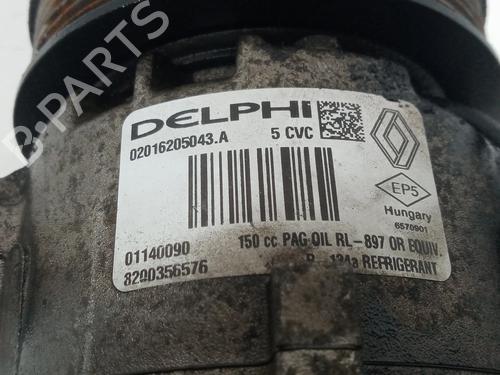 DELPHI
02016205043.A 5 CVC
EP5
Hungary
6570901
01140090 150 cc PAG OIL RL-897 OR EQUIV.
8200356576 R-134a REFRIGERANT